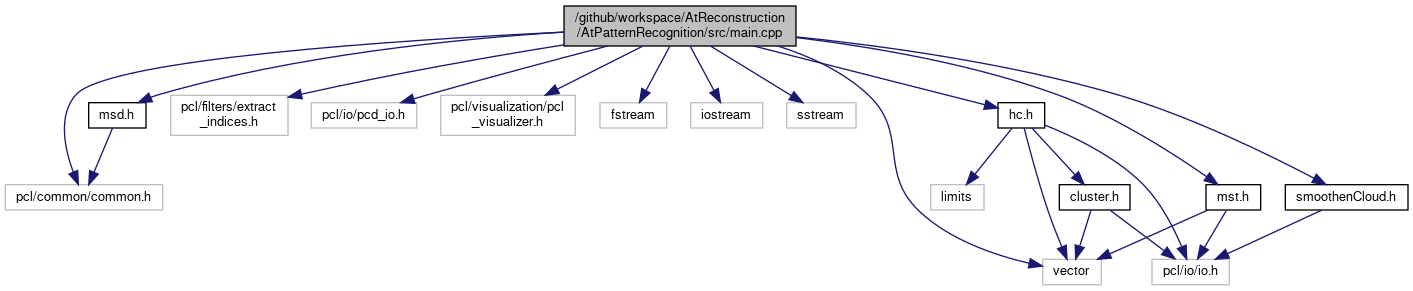 /github/workspace/AtReconstruction
/AtPatternRecognition/src/main.cpp
msd.h
pcl/filters/extract
_indices.h
pcl/io/pcd_io.h
pcl/visualization/pcl
_visualizer.h
fstream
iostream
sstream
hc.h
pcl/common/common.h
limits
cluster.h
mst.h
smoothenCloud.h
vector
pcl/io/io.h